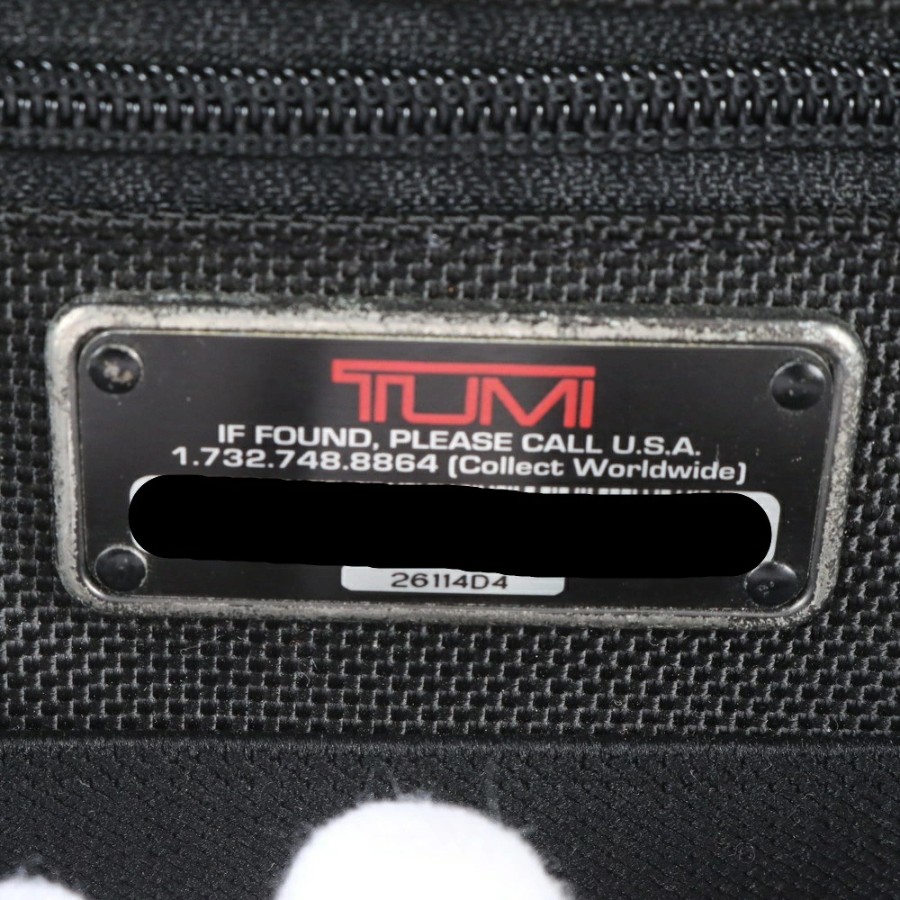 TUMI
IF FOUND, PLEASE CALL U.S.A.
1.732.748.8864 (Collect Worldwide)
26114D4